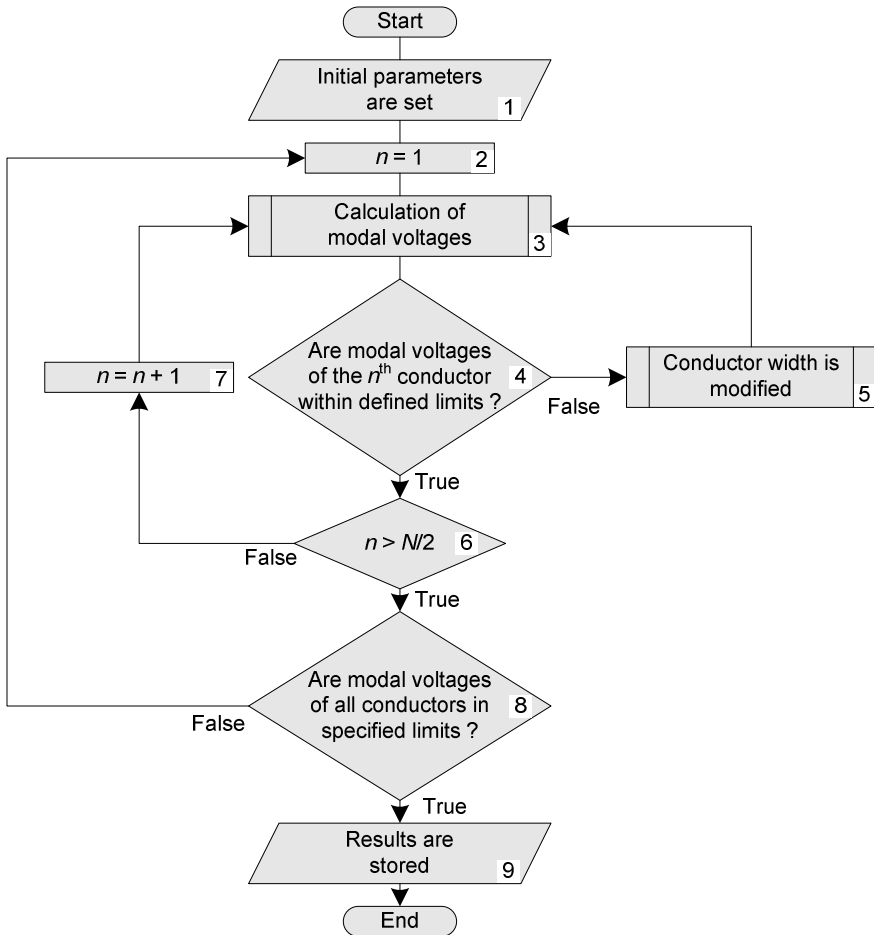 Start
Initial parameters
are set
1
n = 1
2
Calculation of
modal voltages
3
Are modal voltages
of the nth conductor
within defined limits ?
4
False
Conductor width is
modified
5
n = n + 1
7
True
n > N/2
6
False
True
Are modal voltages
of all conductors in
specified limits ?
8
False
True
Results are
stored
9
End